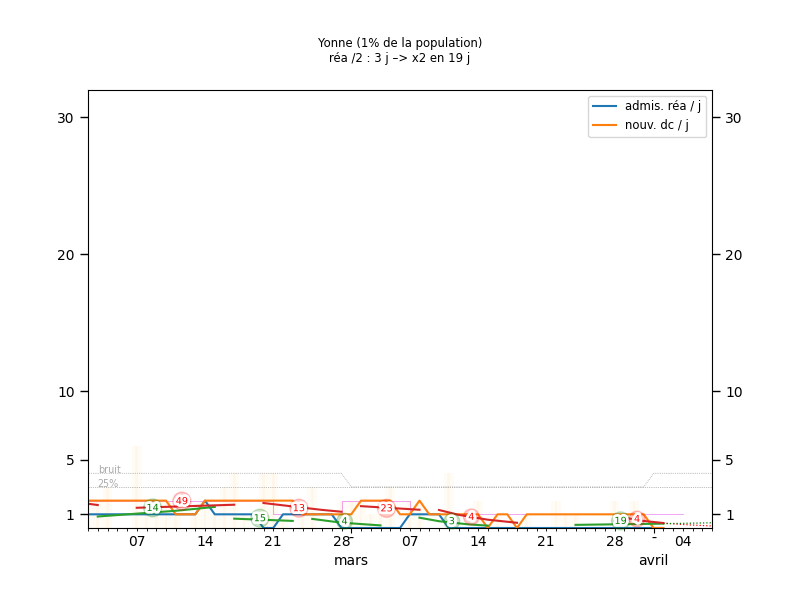 Yonne (1% de la population)
réa /2 : 3 j –> x2 en 19 j
admis. réa / j
nouv. dc / j
30 30
20 20
10 10
5 5
1 1
bruit
25%
14 49 15 13 4 23 3 4 19 4
07 14 21 28 07 14 21 28 - 04
mars avril